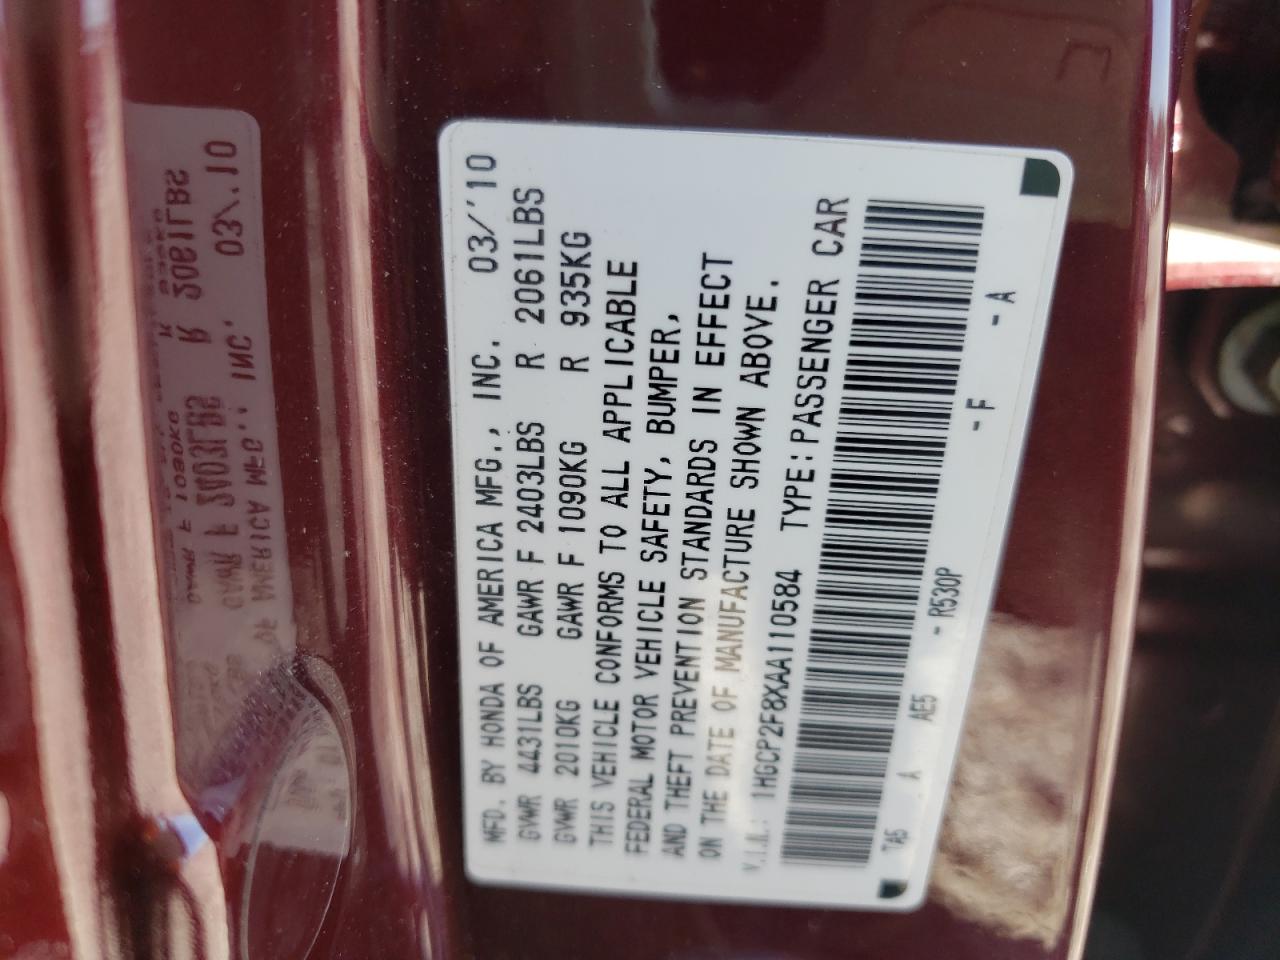 MFD. BY HONDA OF AMERICA MFG., INC. 03/'10
GVWR 4431LBS GAWR F 2403LBS R 2061LBS
GVWR 2010KG GAWR F 1090KG R 935KG
THIS VEHICLE CONFORMS TO ALL APPLICABLE
FEDERAL MOTOR VEHICLE SAFETY, BUMPER,
AND THEFT PREVENTION STANDARDS IN EFFECT
ON THE DATE OF MANUFACTURE SHOWN ABOVE.
V.I.N.: 1HGCP2F8XAA110584 TYPE:PASSENGER CAR
TA5 A AE5 - R530P - F - A